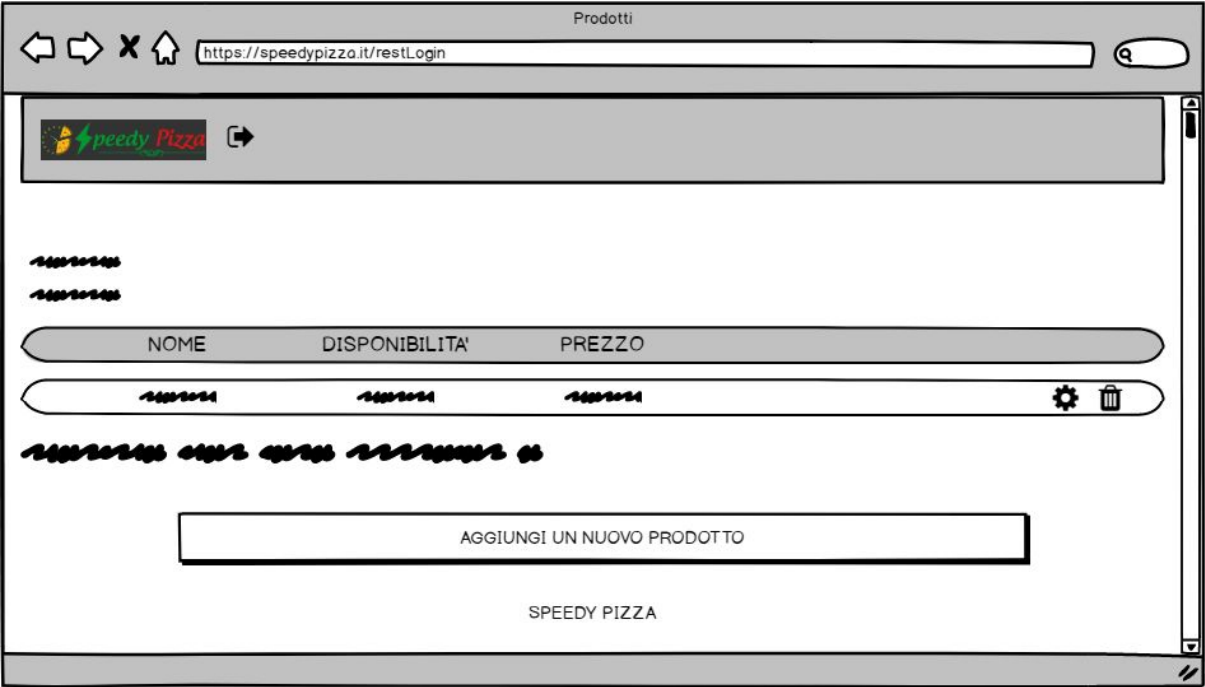 Prodotti
https://speedypizza.it/restLogin
Speedy Pizza
NOME DISPONIBILITA' PREZZO
AGGIUNGI UN NUOVO PRODOTTO
SPEEDY PIZZA